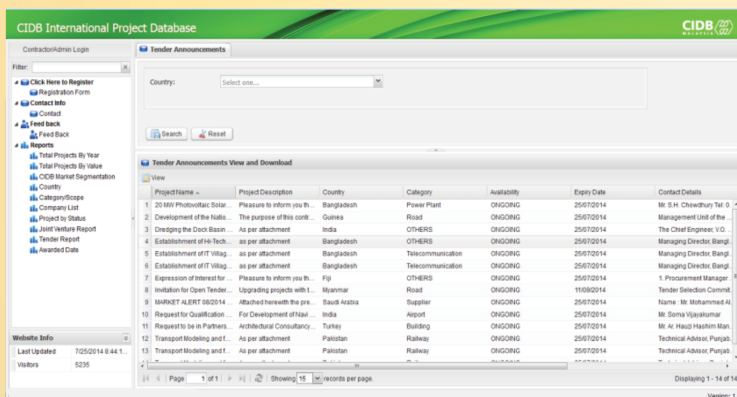 CIDB International Project Database
CIDB
MALAYSIA
Contractor/Admin Login
Tender Announcements
Filter:
Click Here to Register
Registration Form
Contact Info
Contact
Feed back
Feed Back
Reports
Total Projects By Year
Total Projects By Value
CIDB Market Segmentation
Country
Category/Scope
Company List
Project by Status
Joint Venture Report
Tender Report
Awarded Date
Website Info
Last Updated 7/25/2014 8:44:1...
Visitors 5235
Country: Select one...
Search Reset
Tender Announcements View and Download
View
Project Name Project Description Country Category Availability Expiry Date Contact Details
1 20 MW Photovoltaic Solar... Pleasure to inform you th... Bangladesh Power Plant ONGOING 25/07/2014 Mr. S.H. Chowdhury Tel: 0...
2 Development of the Natio... The purpose of this contr... Guinea Road ONGOING 25/07/2014 Management Unit of the ...
3 Dredging the Dock Basin ... As per attachment India OTHERS ONGOING 25/07/2014 The Chief Engineer, V.O. ...
4 Establishment of Hi-Tech... As per attachment Bangladesh OTHERS ONGOING 25/07/2014 Managing Director, Bangl...
5 Establishment of IT Villag... As per attachment Bangladesh Telecommunication ONGOING 25/07/2014 Managing Director, Bangl...
6 Establishment of IT Villag... As per attachment Bangladesh Telecommunication ONGOING 25/07/2014 Managing Director, Bangl...
7 Expression of Interest for ... Pleasure to inform you th... Fiji OTHERS ONGOING 25/07/2014 1. Procurement Manager...
8 Invitation for Open Tender... Upgrading projects with t... Myanmar Road ONGOING 11/09/2014 Tender Selection Commit...
9 MARKET ALERT 08/2014 ... Attached herewith the pre... Saudi Arabia Supplier ONGOING 25/07/2014 Name : Mr. Mohammed Al...
10 Request for Qualification ... For Development of Navi ... India Airport ONGOING 25/07/2014 Mr. Soma Vijayakumar
11 Request to be in Partners... Architectural Consultancy... Turkey Building ONGOING 25/07/2014 Mr. Ar. Hauzi Hashim Man...
12 Transport Modeling and f... As per attachment Pakistan Railway ONGOING 25/07/2014 Technical Advisor, Punjab...
13 Transport Modeling and f... As per attachment Pakistan Railway ONGOING 25/07/2014 Technical Advisor, Punjab...
Page 1 of 1 Showing 15 records per page. Displaying 1 - 14 of 14
Version: 1